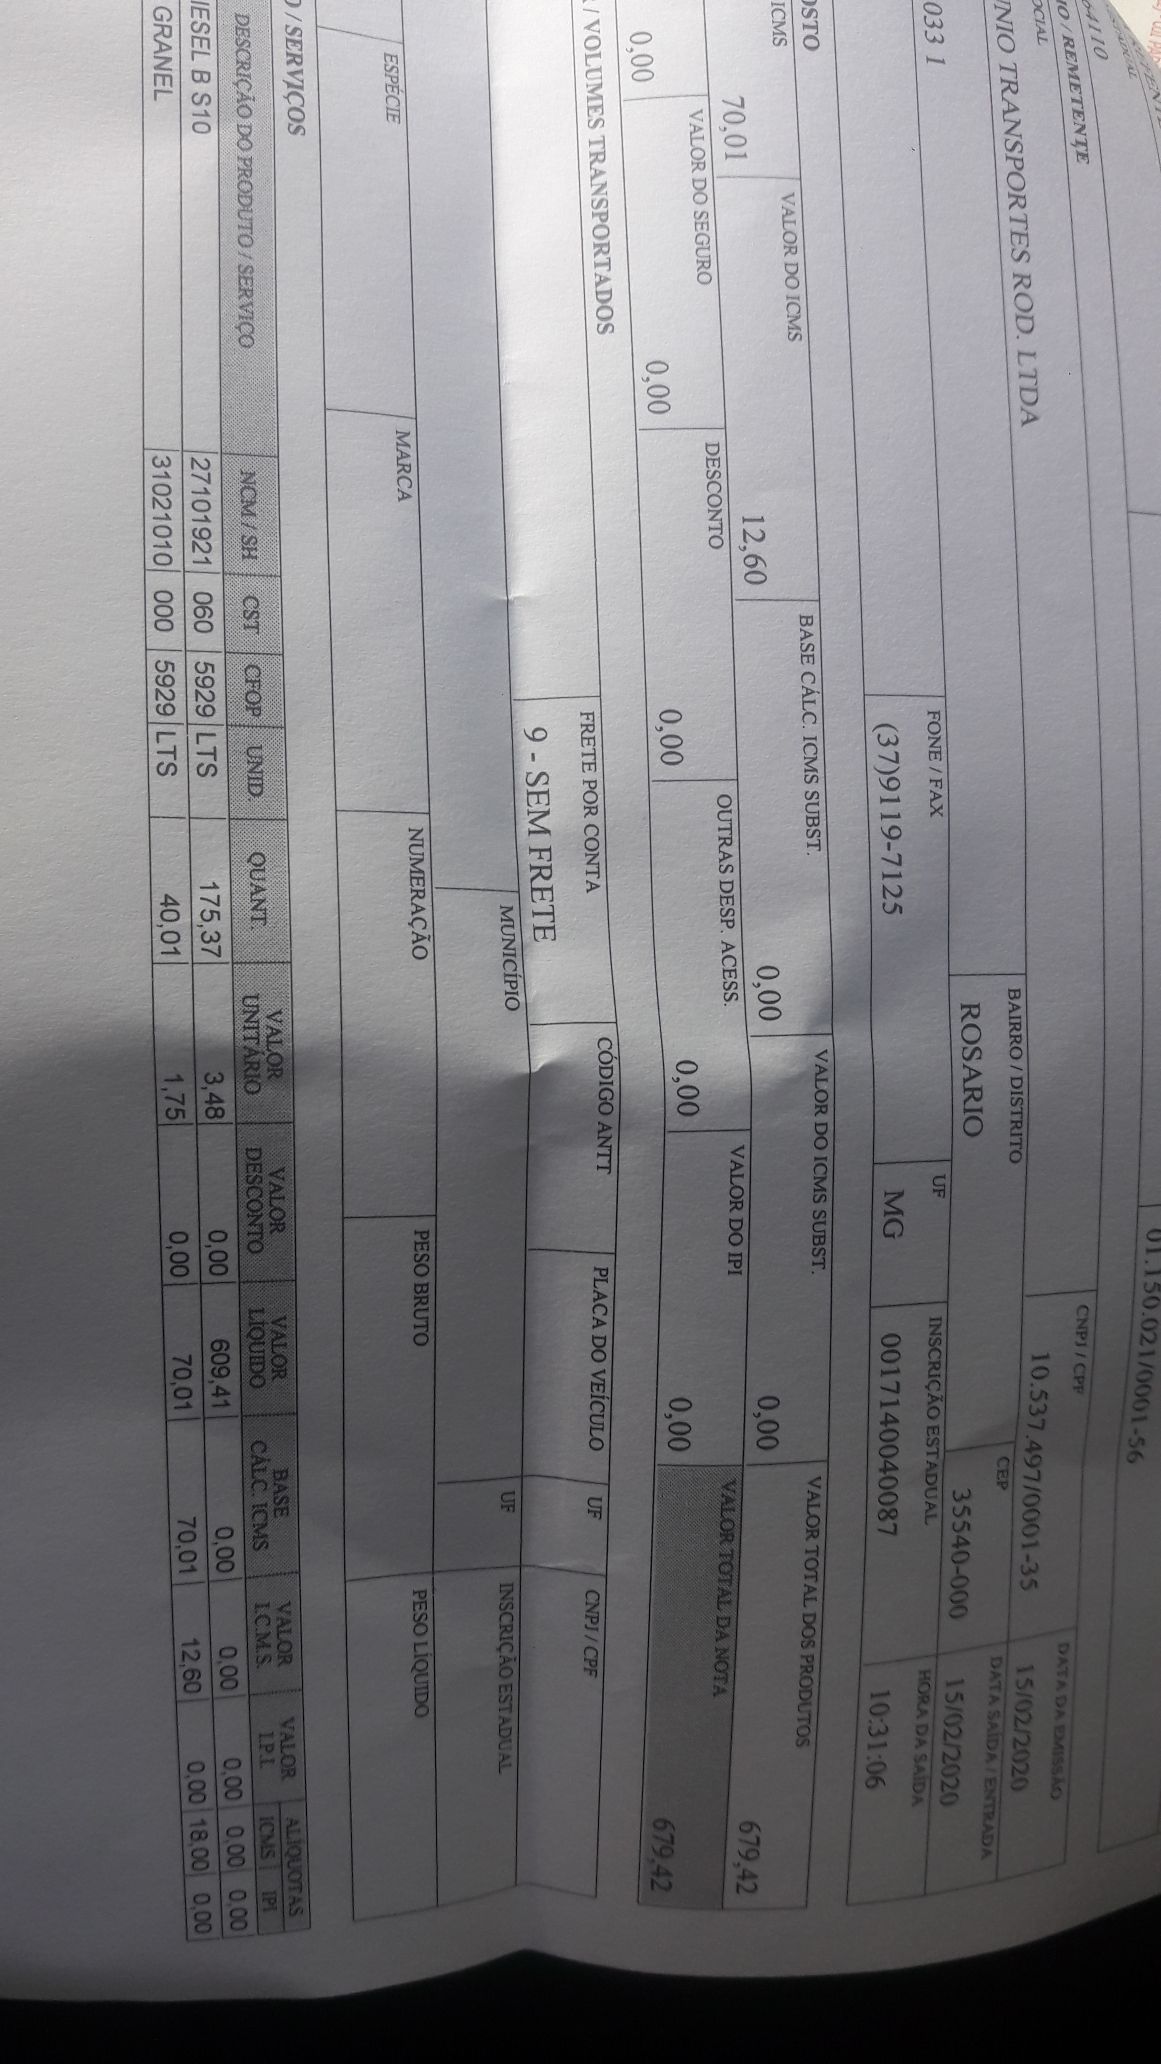 64110
01.150.021/0001-56
IO / REMETENTE
OCIAL
CNPJ / CPF
DATA DA EMISSÃO
NIO TRANSPORTES ROD. LTDA
10.537.497/0001-35
15/02/2020
BAIRRO / DISTRITO
CEP
DATA SAÍDA / ENTRADA
ROSARIO
35540-000
15/02/2020
FONE / FAX
UF
INSCRIÇÃO ESTADUAL
HORA DA SAÍDA
033 1
(37)9119-7125
MG
0017140040087
10:31:06
OSTO
ICMS
VALOR DO ICMS
BASE CÁLC. ICMS SUBST.
VALOR DO ICMS SUBST.
VALOR TOTAL DOS PRODUTOS
70,01
12,60
0,00
0,00
679,42
VALOR DO SEGURO
DESCONTO
OUTRAS DESP. ACESS.
VALOR DO IPI
VALOR TOTAL DA NOTA
0,00
0,00
0,00
0,00
0,00
679,42
/ VOLUMES TRANSPORTADOS
FRETE POR CONTA
CÓDIGO ANTT
PLACA DO VEÍCULO
UF
CNPJ / CPF
9 - SEM FRETE
MUNICÍPIO
UF
INSCRIÇÃO ESTADUAL
ESPÉCIE
MARCA
NUMERAÇÃO
PESO BRUTO
PESO LÍQUIDO
O / SERVIÇOS
DESCRIÇÃO DO PRODUTO / SERVIÇO
NCM / SH
CST
CFOP
UNID.
QUANT.
VALOR UNITÁRIO
VALOR DESCONTO
VALOR LÍQUIDO
BASE CÁLC. ICMS
VALOR I.C.M.S.
VALOR I.P.I.
ALIQUOTAS
ICMS
IPI
IESEL B S10 27101921 060 5929 LTS 175,37 3,48 0,00 609,41 0,00 0,00 0,00 0,00 0,00
GRANEL 31021010 000 5929 LTS 40,01 1,75 0,00 70,01 70,01 12,60 0,00 18,00 0,00